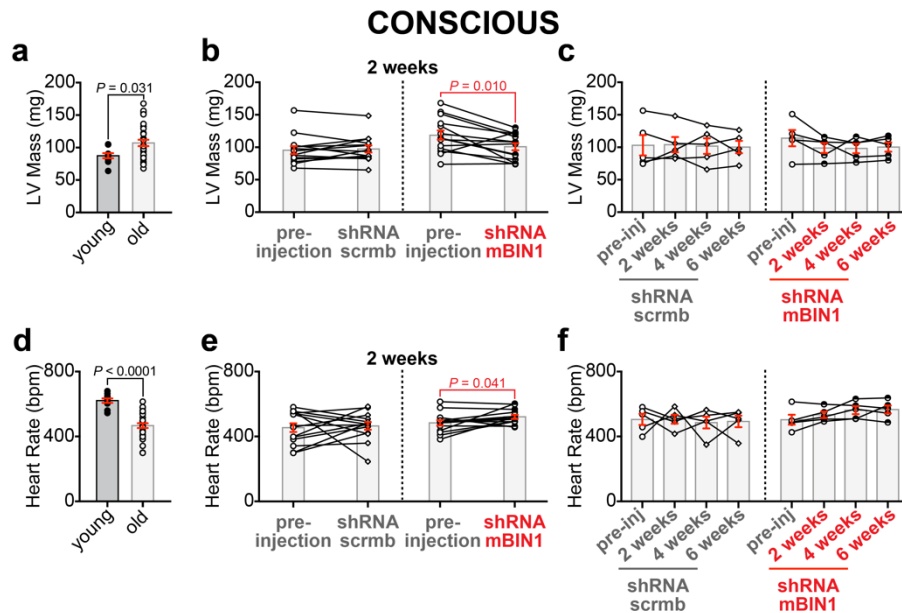 CONSCIOUS
a
LV Mass (mg)
200
150
100
50
0
P = 0.031
young
old
b
2 weeks
LV Mass (mg)
200
150
100
50
0
P = 0.010
pre-
injection
shRNA
scrmb
pre-
injection
shRNA
mBIN1
c
LV Mass (mg)
200
150
100
50
0
pre-inj
2 weeks
4 weeks
6 weeks
shRNA
scrmb
pre-inj
2 weeks
4 weeks
6 weeks
shRNA
mBIN1
d
Heart Rate (bpm)
800
400
0
P < 0.0001
young
old
e
2 weeks
Heart Rate (bpm)
800
400
0
P = 0.041
pre-
injection
shRNA
scrmb
pre-
injection
shRNA
mBIN1
f
Heart Rate (bpm)
800
400
0
pre-inj
2 weeks
4 weeks
6 weeks
shRNA
scrmb
pre-inj
2 weeks
4 weeks
6 weeks
shRNA
mBIN1